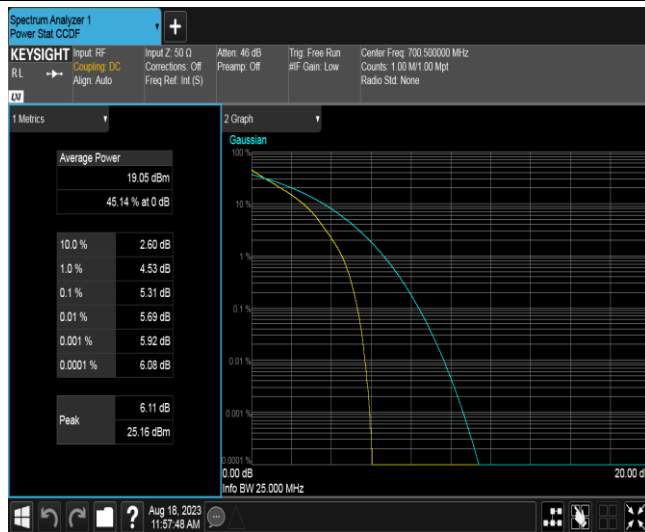 Spectrum Analyzer 1
Power Stat CCDF
+
KEYSIGHT
RL
LXI
Input: RF
Coupling: DC
Align: Auto
Input Z: 50 Ω
Corrections: Off
Freq Ref: Int (S)
Atten: 46 dB
Preamp: Off
Trig: Free Run
#IF Gain: Low
Center Freq: 700.500000 MHz
Counts: 1.00 M/1.00 Mpt
Radio Std: None
1 Metrics
Average Power
19.05 dBm
45.14 % at 0 dB
10.0 % 2.60 dB
1.0 % 4.53 dB
0.1 % 5.31 dB
0.01 % 5.69 dB
0.001 % 5.92 dB
0.0001 % 6.08 dB
Peak
6.11 dB
25.16 dBm
2 Graph
Gaussian
100 %
10 %
1 %
0.1 %
0.01 %
0.001 %
0.0001 %
0.00 dB
20.00 d
Info BW 25.000 MHz
?
Aug 18, 2023
11:57:48 AM